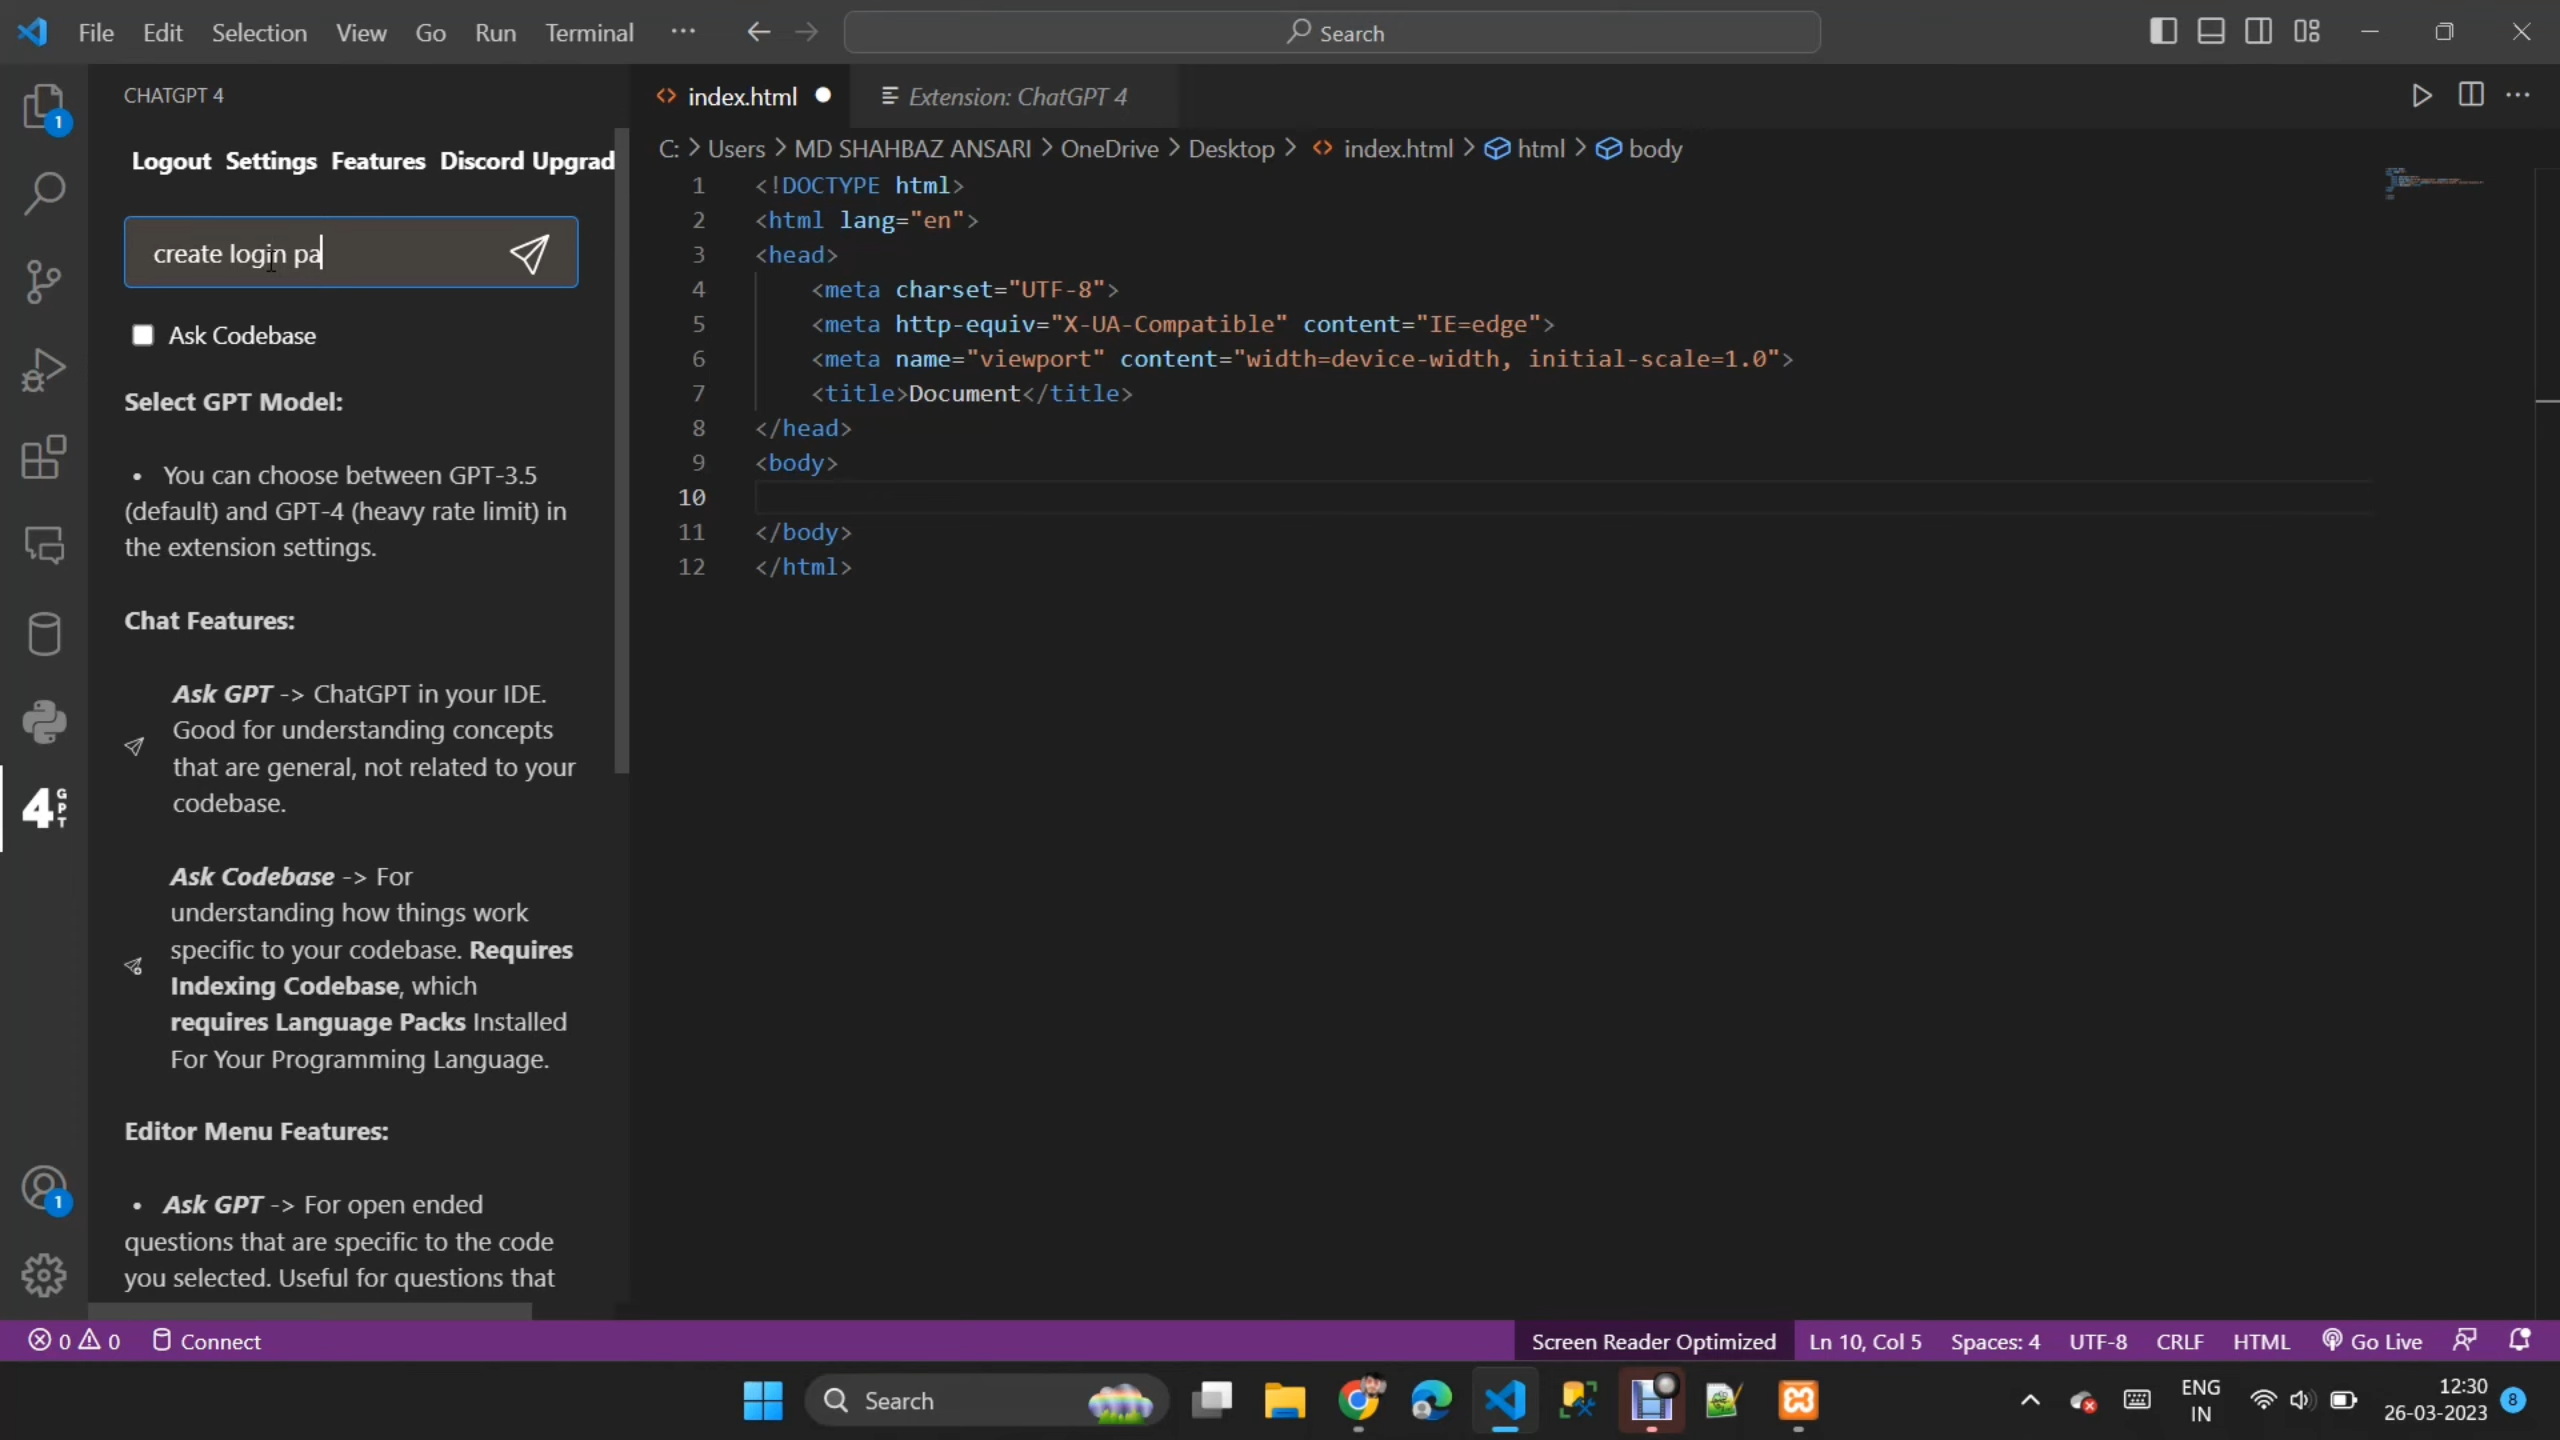 File Edit Selection View Go Run Terminal ··· Search
CHATGPT 4
Logout Settings Features Discord Upgrad
create login pa
Ask Codebase
Select GPT Model:
• You can choose between GPT-3.5
(default) and GPT-4 (heavy rate limit) in
the extension settings.
Chat Features:
Ask GPT -> ChatGPT in your IDE.
Good for understanding concepts
that are general, not related to your
codebase.
Ask Codebase -> For
understanding how things work
specific to your codebase. Requires
Indexing Codebase, which
requires Language Packs Installed
For Your Programming Language.
Editor Menu Features:
• Ask GPT -> For open ended
questions that are specific to the code
you selected. Useful for questions that
1
4 GPT
1
index.html Extension: ChatGPT 4
C: > Users > MD SHAHBAZ ANSARI > OneDrive > Desktop > index.html > html > body
1 <!DOCTYPE html>
2 <html lang="en">
3 <head>
4 <meta charset="UTF-8">
5 <meta http-equiv="X-UA-Compatible" content="IE=edge">
6 <meta name="viewport" content="width=device-width, initial-scale=1.0">
7 <title>Document</title>
8 </head>
9 <body>
10
11 </body>
12 </html>
0 0 Connect Screen Reader Optimized Ln 10, Col 5 Spaces: 4 UTF-8 CRLF HTML Go Live
Search
ENG
IN
12:30
26-03-2023
8